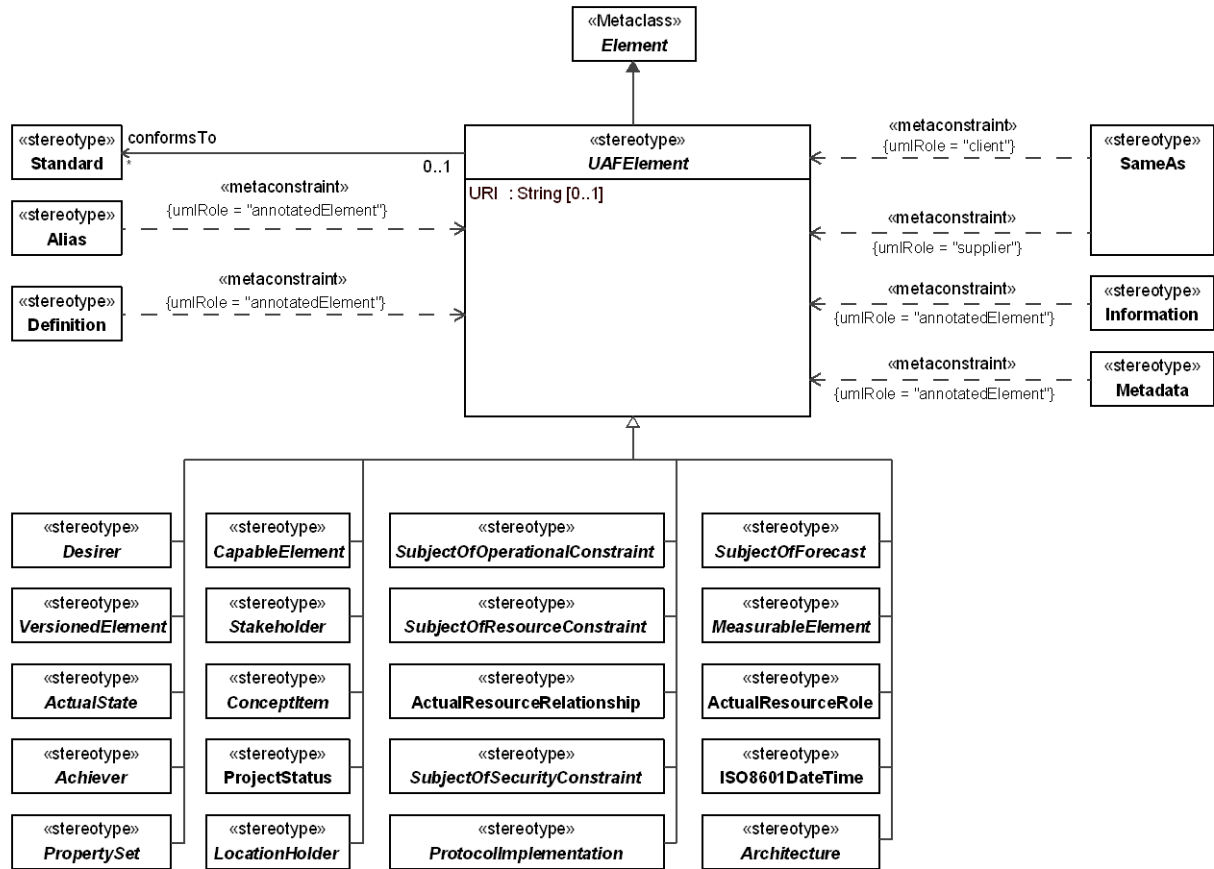 «Metaclass»
Element
«stereotype»
Standard
conformsTo
*
0..1
«stereotype»
UAFElement
URI : String [0..1]
«metaconstraint»
{umlRole = "client"}
«stereotype»
SameAs
«metaconstraint»
{umlRole = "annotatedElement"}
«stereotype»
Alias
«metaconstraint»
{umlRole = "supplier"}
«metaconstraint»
{umlRole = "annotatedElement"}
«stereotype»
Definition
«metaconstraint»
{umlRole = "annotatedElement"}
«stereotype»
Information
«metaconstraint»
{umlRole = "annotatedElement"}
«stereotype»
Metadata
«stereotype»
Desirer
«stereotype»
CapableElement
«stereotype»
SubjectOfOperationalConstraint
«stereotype»
SubjectOfForecast
«stereotype»
VersionedElement
«stereotype»
Stakeholder
«stereotype»
SubjectOfResourceConstraint
«stereotype»
MeasurableElement
«stereotype»
ActualState
«stereotype»
ConceptItem
«stereotype»
ActualResourceRelationship
«stereotype»
ActualResourceRole
«stereotype»
Achiever
«stereotype»
ProjectStatus
«stereotype»
SubjectOfSecurityConstraint
«stereotype»
ISO8601DateTime
«stereotype»
PropertySet
«stereotype»
LocationHolder
«stereotype»
ProtocolImplementation
«stereotype»
Architecture